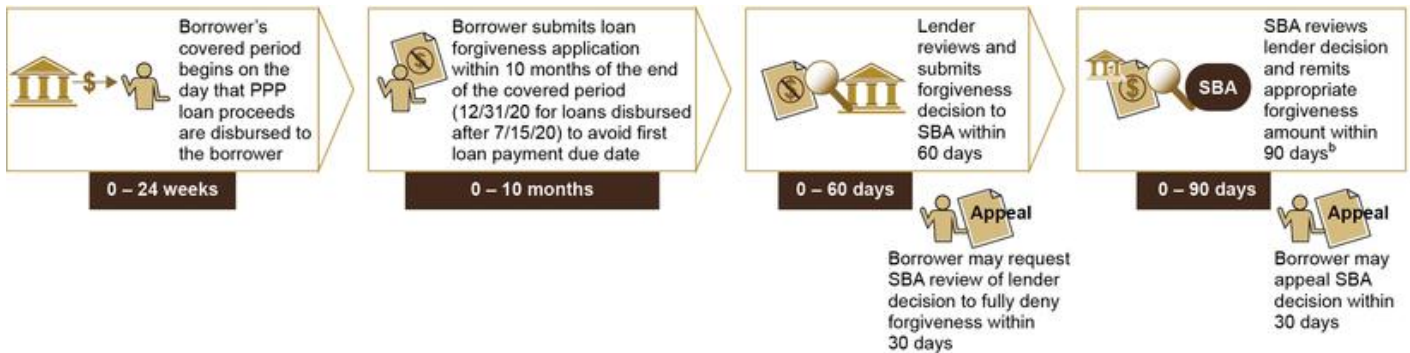 Borrower's
covered period
begins on the
day that PPP
loan proceeds
are disbursed to
the borrower
$
0 – 24 weeks
Borrower submits loan
forgiveness application
within 10 months of the end
of the covered period
(12/31/20 for loans disbursed
after 7/15/20) to avoid first
loan payment due date
$
0 – 10 months
Lender
reviews and
submits
forgiveness
decision to
SBA within
60 days
$
0 – 60 days
Appeal
Borrower may request
SBA review of lender
decision to fully deny
forgiveness within
30 days
SBA reviews
lender decision
and remits
appropriate
forgiveness
amount within
90 daysᵇ
$
SBA
0 – 90 days
Appeal
Borrower may
appeal SBA
decision within
30 days